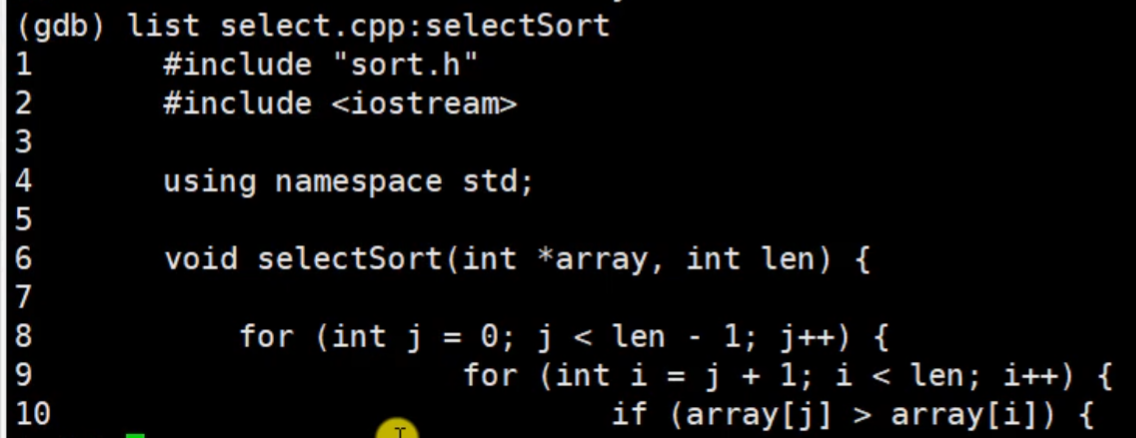 (gdb) list select.cpp:selectSort
1 #include "sort.h"
2 #include <iostream>
3
4 using namespace std;
5
6 void selectSort(int *array, int len) {
7
8 for (int j = 0; j < len - 1; j++) {
9 for (int i = j + 1; i < len; i++) {
10 if (array[j] > array[i]) {